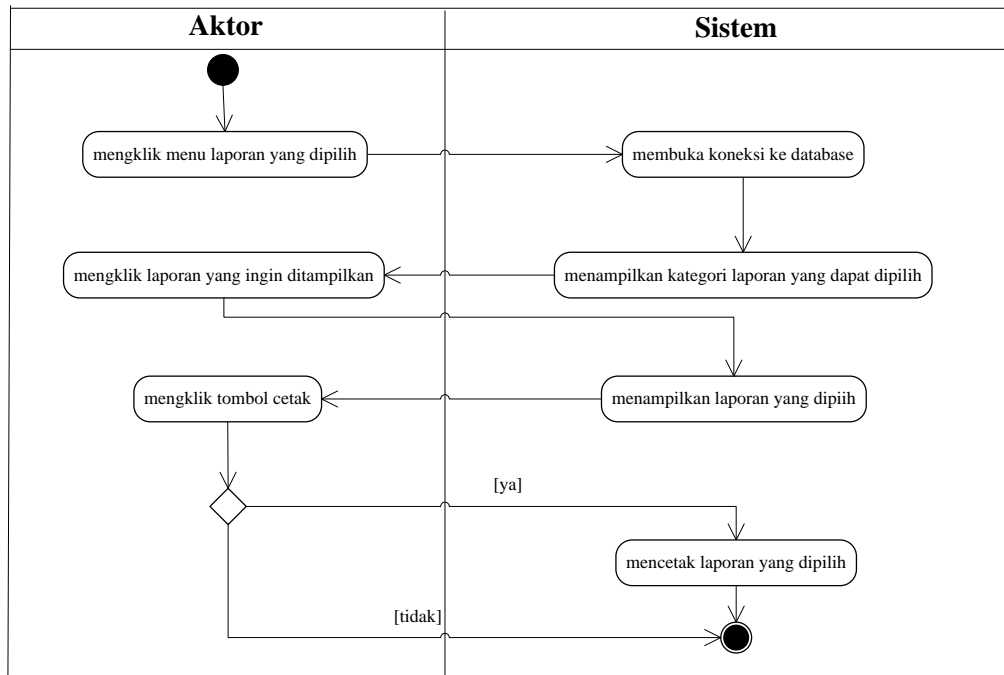 Aktor
Sistem
mengklik menu laporan yang dipilih
membuka koneksi ke database
mengklik laporan yang ingin ditampilkan
menampilkan kategori laporan yang dapat dipilih
mengklik tombol cetak
menampilkan laporan yang dipiih
[ya]
mencetak laporan yang dipilih
[tidak]